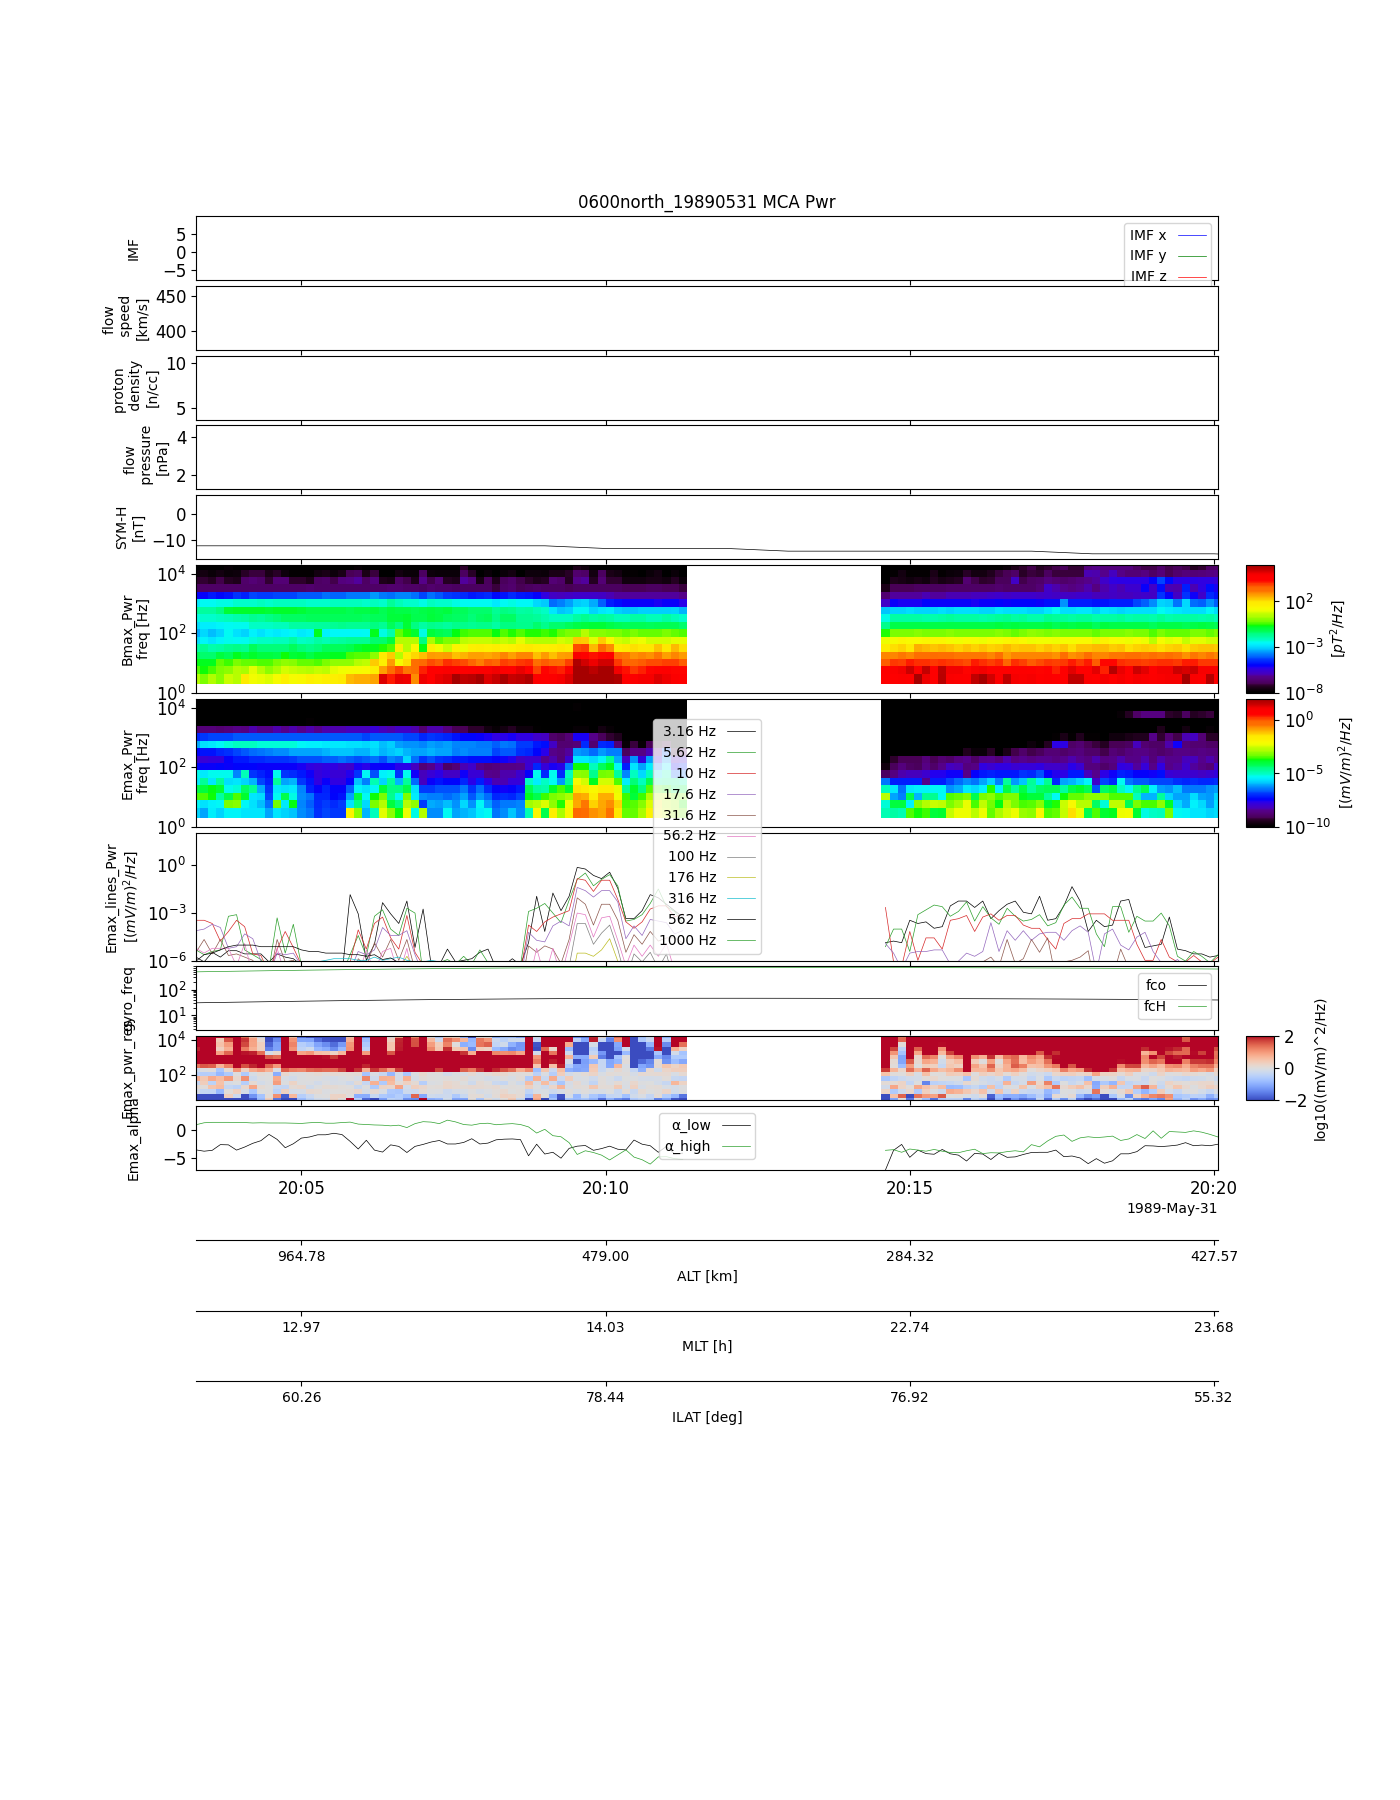 0600north_19890531 MCA Pwr
IMF
5
0
−5
IMF x
IMF y
IMF z
flow
speed
[km/s]
450
400
proton
density
[n/cc]
10
5
flow
pressure
[nPa]
4
2
SYM-H
[nT]
0
−10
Bmax_Pwr
freq [Hz]
10^4
10^2
10^0
10^2
10^−3
10^−8
[pT^2/Hz]
Emax_Pwr
freq [Hz]
10^4
10^2
10^0
10^0
10^−5
10^−10
[(mV/m)^2/Hz]
3.16 Hz
5.62 Hz
10 Hz
17.6 Hz
31.6 Hz
56.2 Hz
100 Hz
176 Hz
316 Hz
562 Hz
1000 Hz
Emax_lines_Pwr
[(mV/m)^2/Hz]
10^0
10^−3
10^−6
gyro_freq
10^2
10^1
fco
fcH
Emax_pwr_res
10^4
10^2
2
0
−2
log10((mV/m)^2/Hz)
Emax_alpha
0
−5
α_low
α_high
20:05 20:10 20:15 20:20
1989-May-31
964.78 479.00 284.32 427.57
ALT [km]
12.97 14.03 22.74 23.68
MLT [h]
60.26 78.44 76.92 55.32
ILAT [deg]